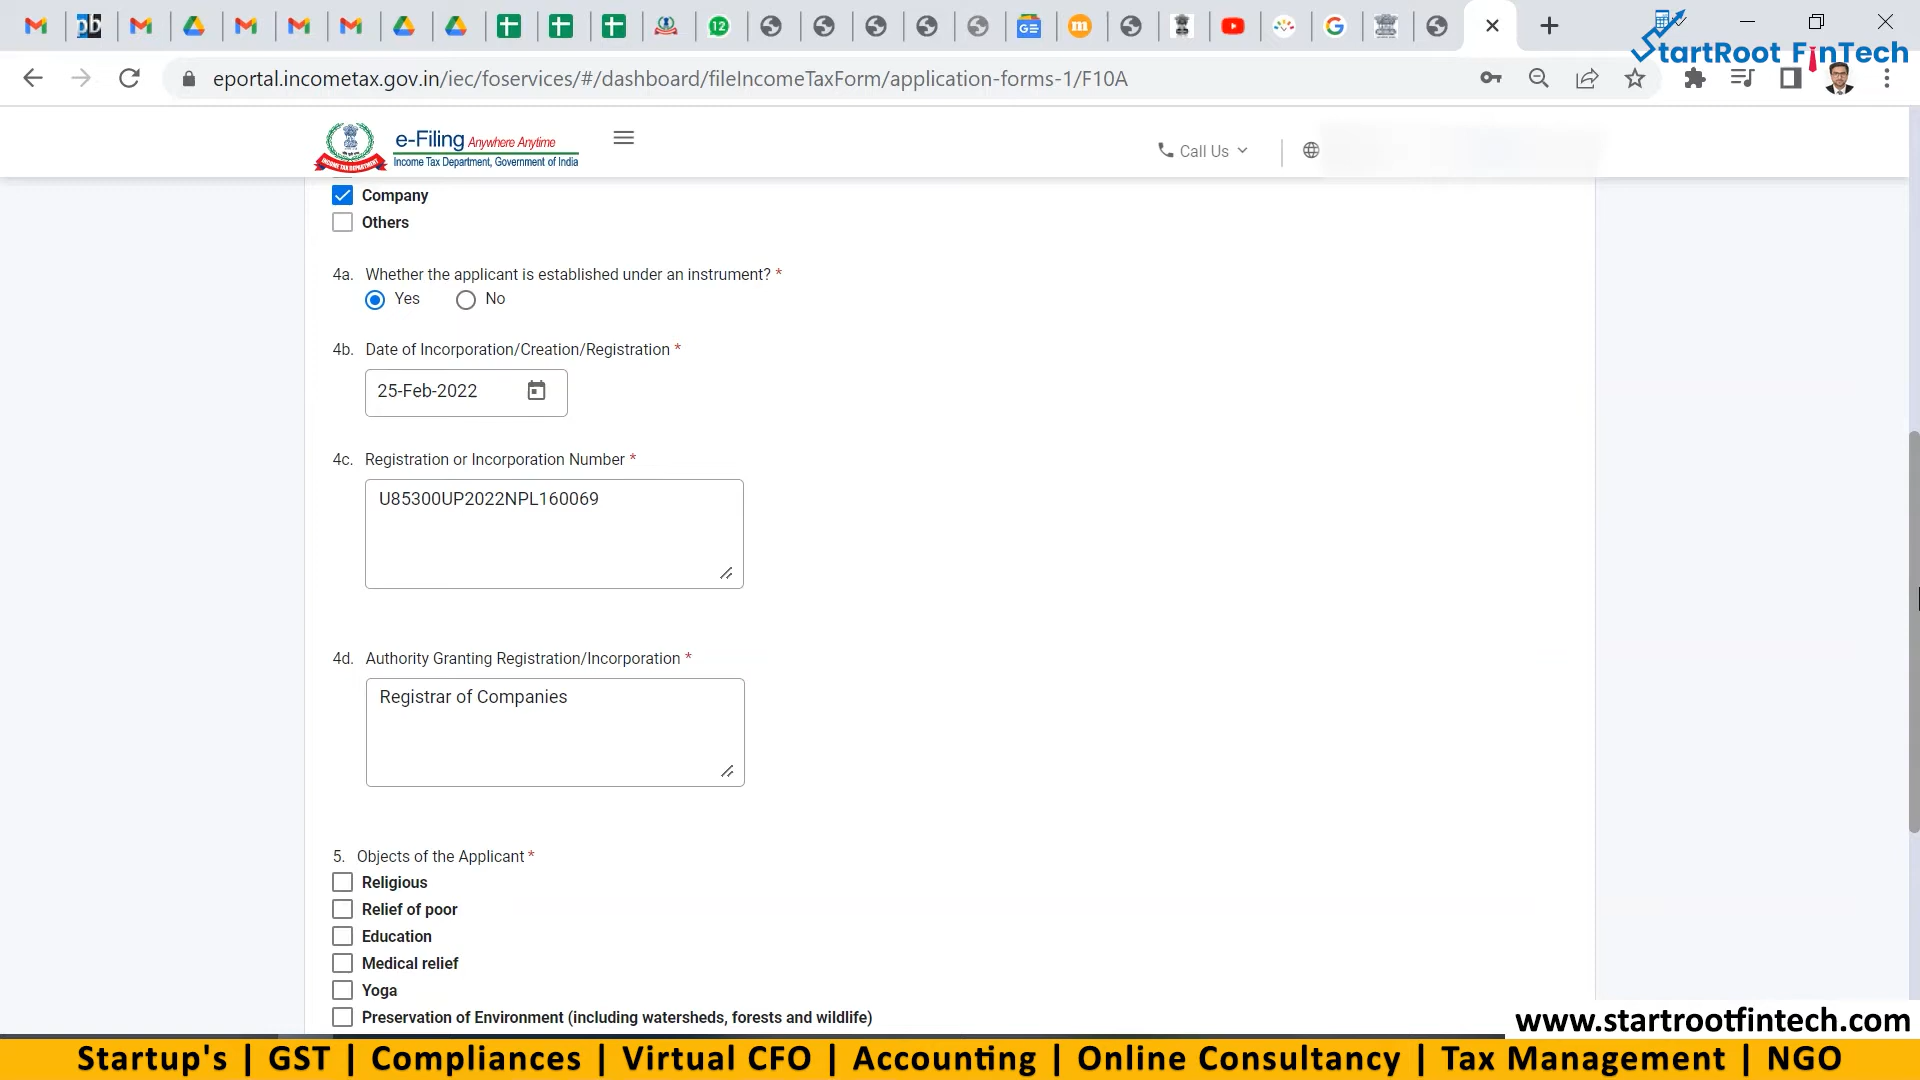 12
GE
m
G
StartRoot FinTech
eportal.incometax.gov.in/iec/foservices/#/dashboard/fileIncomeTaxForm/application-forms-1/F10A
e-Filing Anywhere Anytime
Income Tax Department, Government of India
INCOME TAX DEPARTMENT
Call Us
Company
Others
4a. Whether the applicant is established under an instrument? *
Yes No
4b. Date of Incorporation/Creation/Registration *
25-Feb-2022
4c. Registration or Incorporation Number *
U85300UP2022NPL160069
4d. Authority Granting Registration/Incorporation *
Registrar of Companies
5. Objects of the Applicant *
Religious
Relief of poor
Education
Medical relief
Yoga
Preservation of Environment (including watersheds, forests and wildlife)
www.startrootfintech.com
Startup's | GST | Compliances | Virtual CFO | Accounting | Online Consultancy | Tax Management | NGO